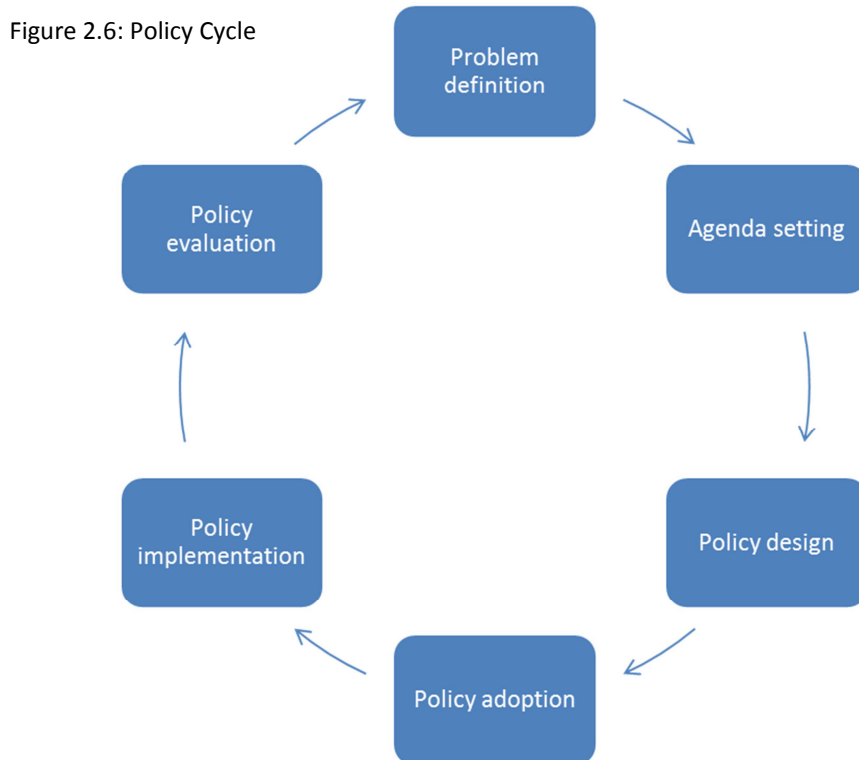 Figure 2.6: Policy Cycle
Problem
definition
Agenda setting
Policy design
Policy adoption
Policy
implementation
Policy
evaluation